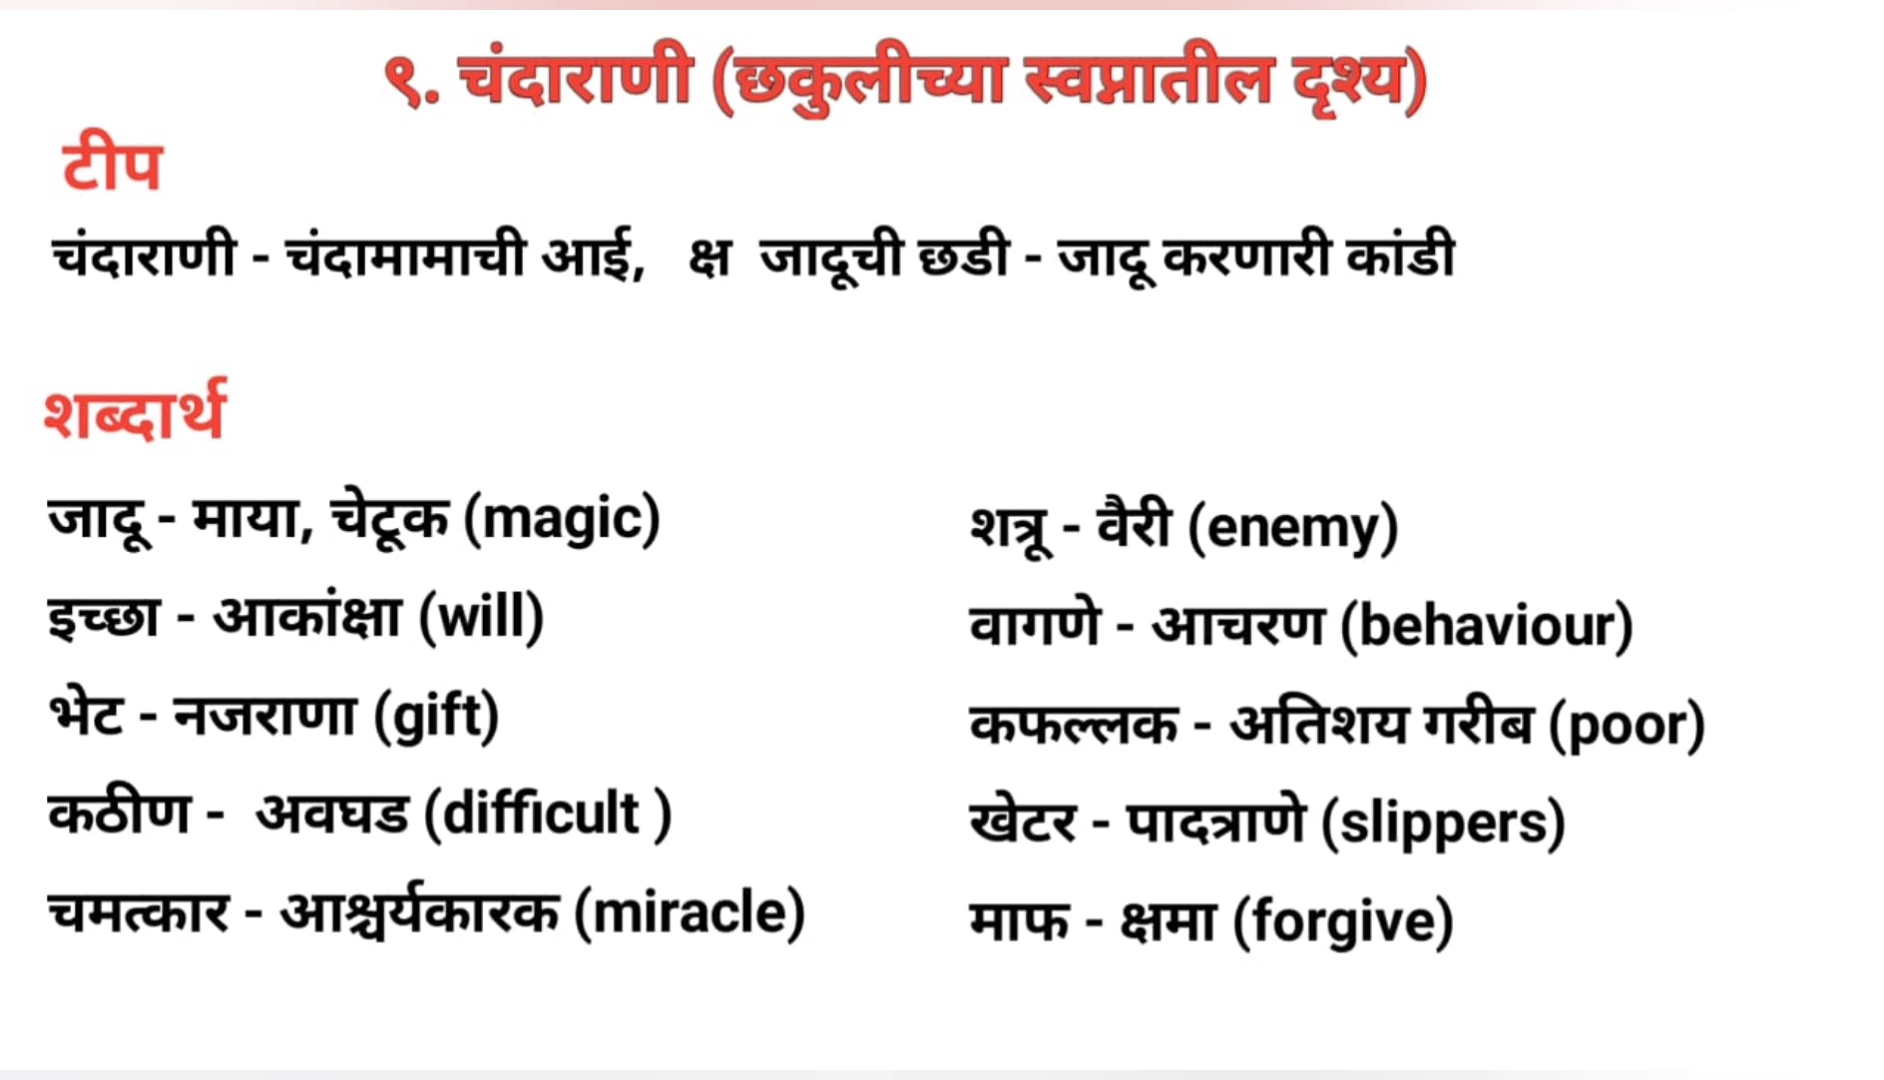 ९. चंदाराणी (छकुलीच्या स्वप्नातील दृश्य)
टीप
चंदाराणी - चंदामामाची आई,   क्ष  जादूची छडी - जादू करणारी कांडी
शब्दार्थ
जादू - माया, चेटूक (magic)
इच्छा - आकांक्षा (will)
भेट - नजराणा (gift)
कठीण -  अवघड (difficult )
चमत्कार - आश्चर्यकारक (miracle)
शत्रू - वैरी (enemy)
वागणे - आचरण (behaviour)
कफल्लक - अतिशय गरीब (poor)
खेटर - पादत्राणे (slippers)
माफ - क्षमा (forgive)